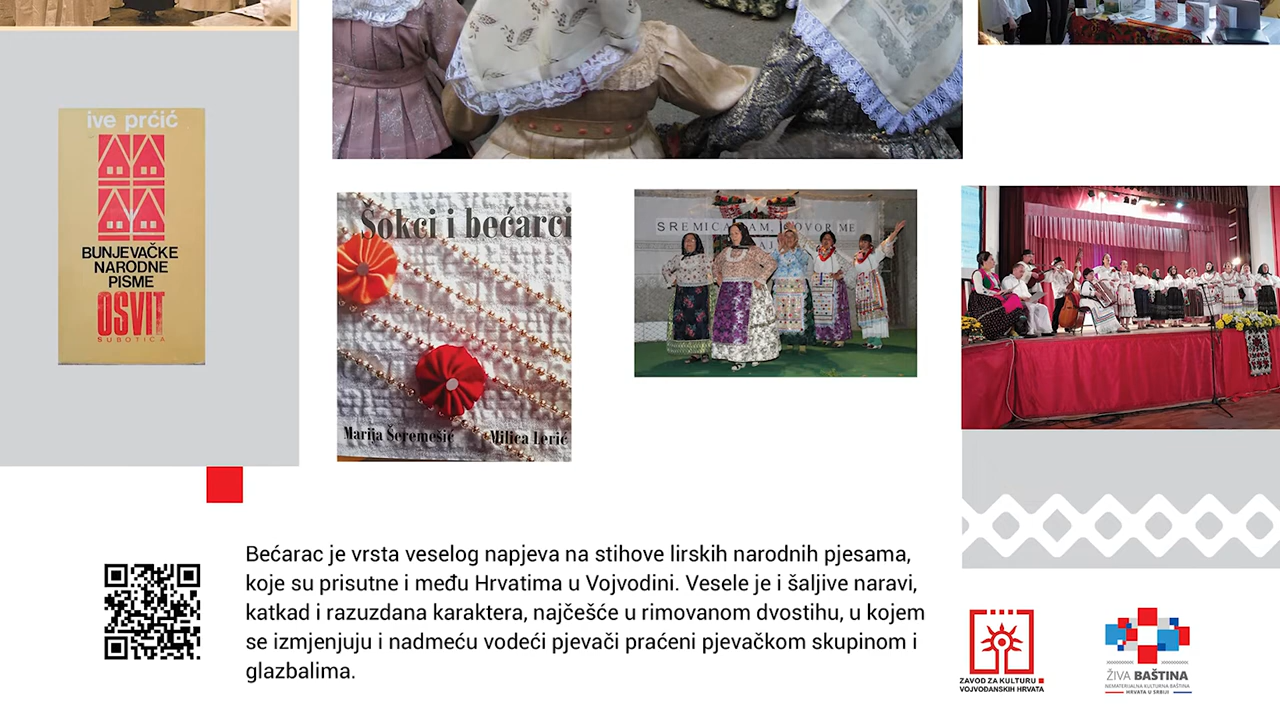 ive prćić
BUNJEVAČKE
NARODNE
PISME
OSVIT
SUBOTICA
Šokci i bećarci
Marija Šeremešić
Milica Lerić
Bećarac je vrsta veselog napjeva na stihove lirskih narodnih pjesama,
koje su prisutne i među Hrvatima u Vojvodini. Vesele je i šaljive naravi,
katkad i razuzdana karaktera, najčešće u rimovanom dvostihu, u kojem
se izmjenjuju i nadmeću vodeći pjevači praćeni pjevačkom skupinom i
glazbalima.
ZAVOD ZA KULTURU
VOJVOĐANSKIH HRVATA
ŽIVA BAŠTINA
NEMATERIJALNA KULTURNA BAŠTINA
HRVATA U SRBIJI